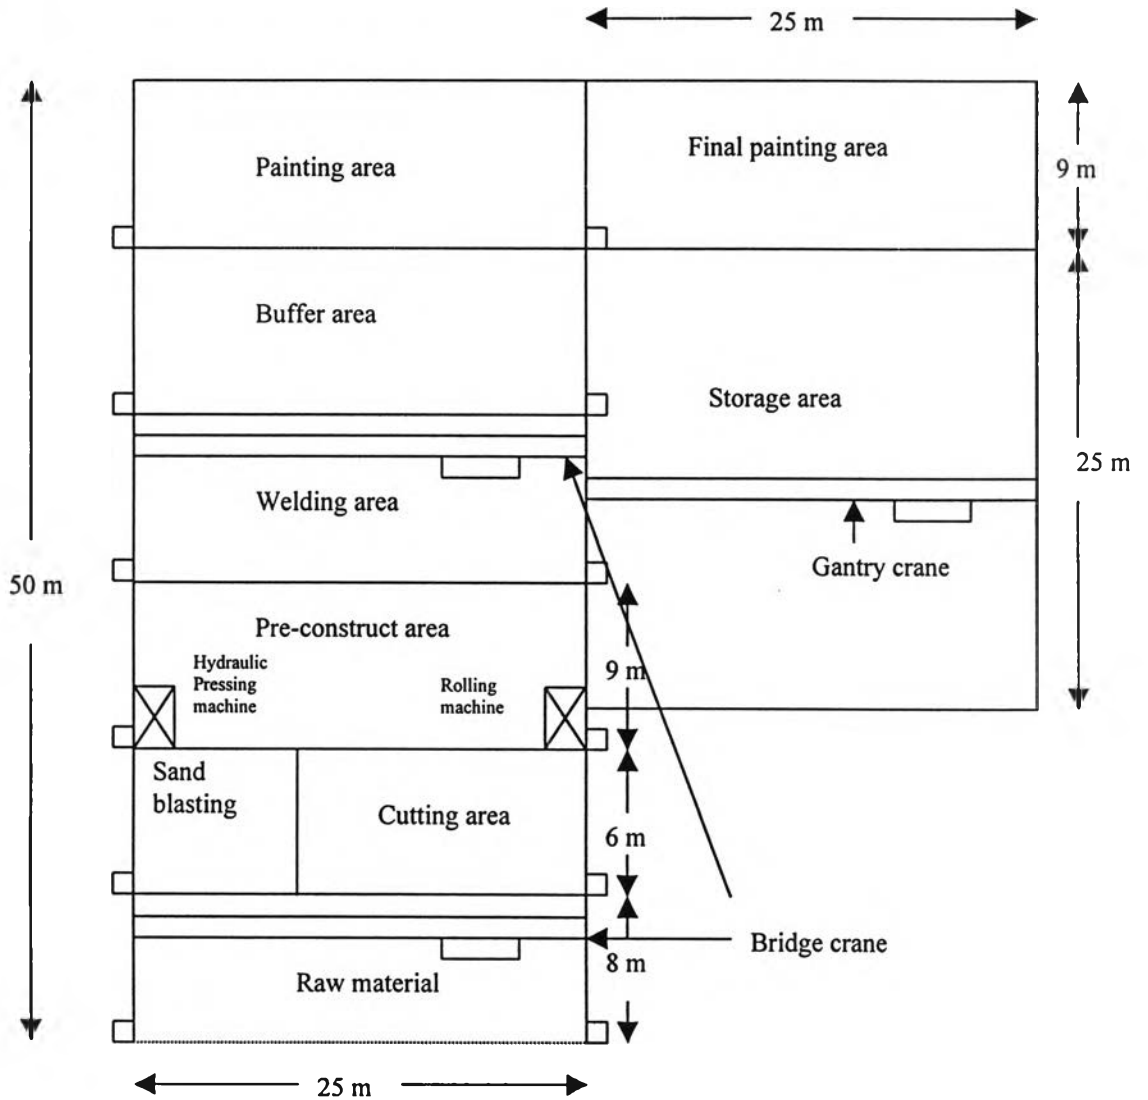 25 m
Painting area
Final painting area
9 m
Buffer area
Storage area
25 m
Welding area
Gantry crane
50 m
Pre-construct area
Hydraulic
Pressing
machine
Rolling
machine
9 m
Sand
blasting
Cutting area
6 m
Bridge crane
8 m
Raw material
25 m